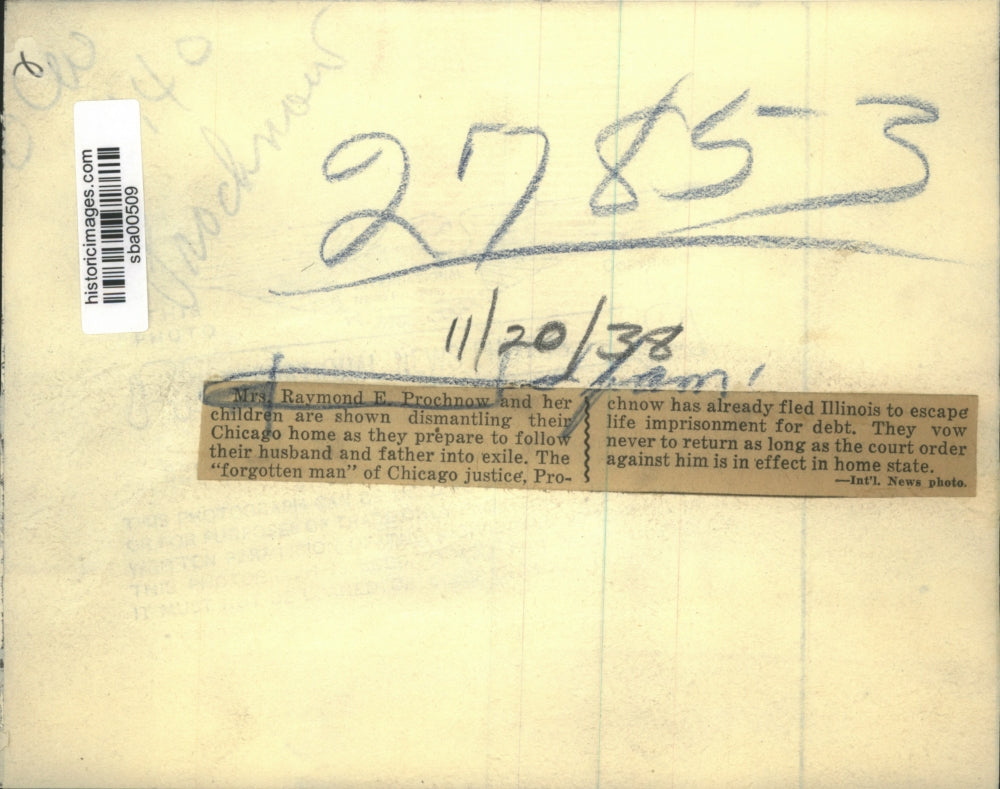 Prochnow
historicimages.com
sba00509
27853
11/20/38
Mrs. Raymond E. Prochnow and her
children are shown dismantling their
Chicago home as they prepare to follow
their husband and father into exile. The
“forgotten man” of Chicago justice, Pro-
chnow has already fled Illinois to escape
life imprisonment for debt. They vow
never to return as long as the court order
against him is in effect in home state.
—Int'l. News photo.